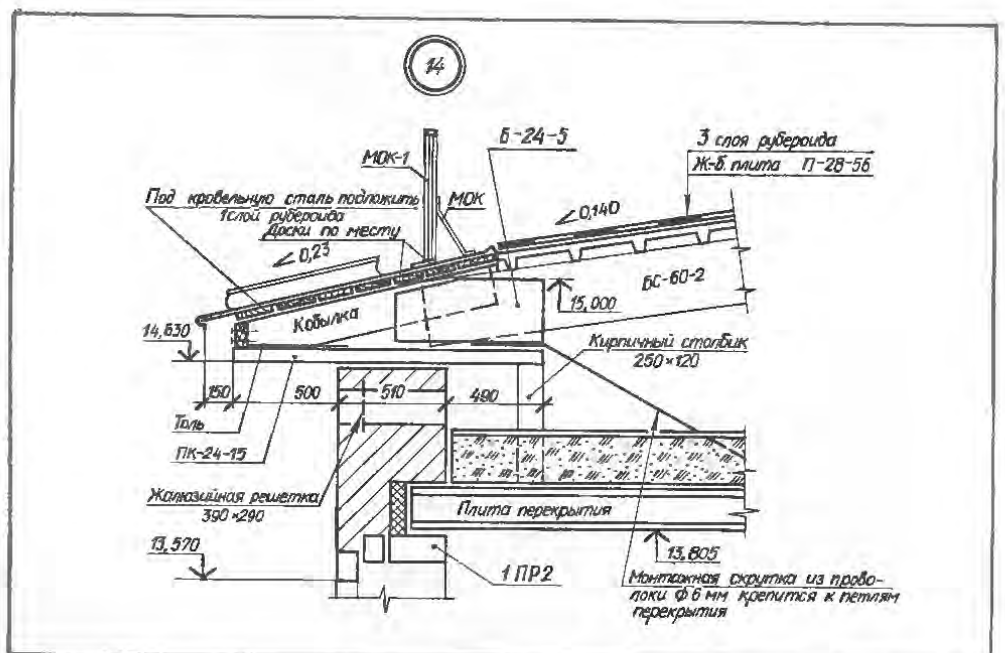 14
Б-24-5
3 слоя рубероида
МОК-1
Ж-б. плита П-28-56
Под кровельную сталь подложить
1 слой рубероида
МОК
Доски по месту
0,140
0,23
БС-60-2
15,000
Кобылка
14,630
Кирпичный столбик
250×120
150
500
510
490
Толь
ПК-24-15
Жалюзийная решетка
390×290
Плита перекрытия
13,570
13,805
1 ПР2
Монтажная скрутка из прово-
локи ф 6 мм крепится к петлям
перекрытия